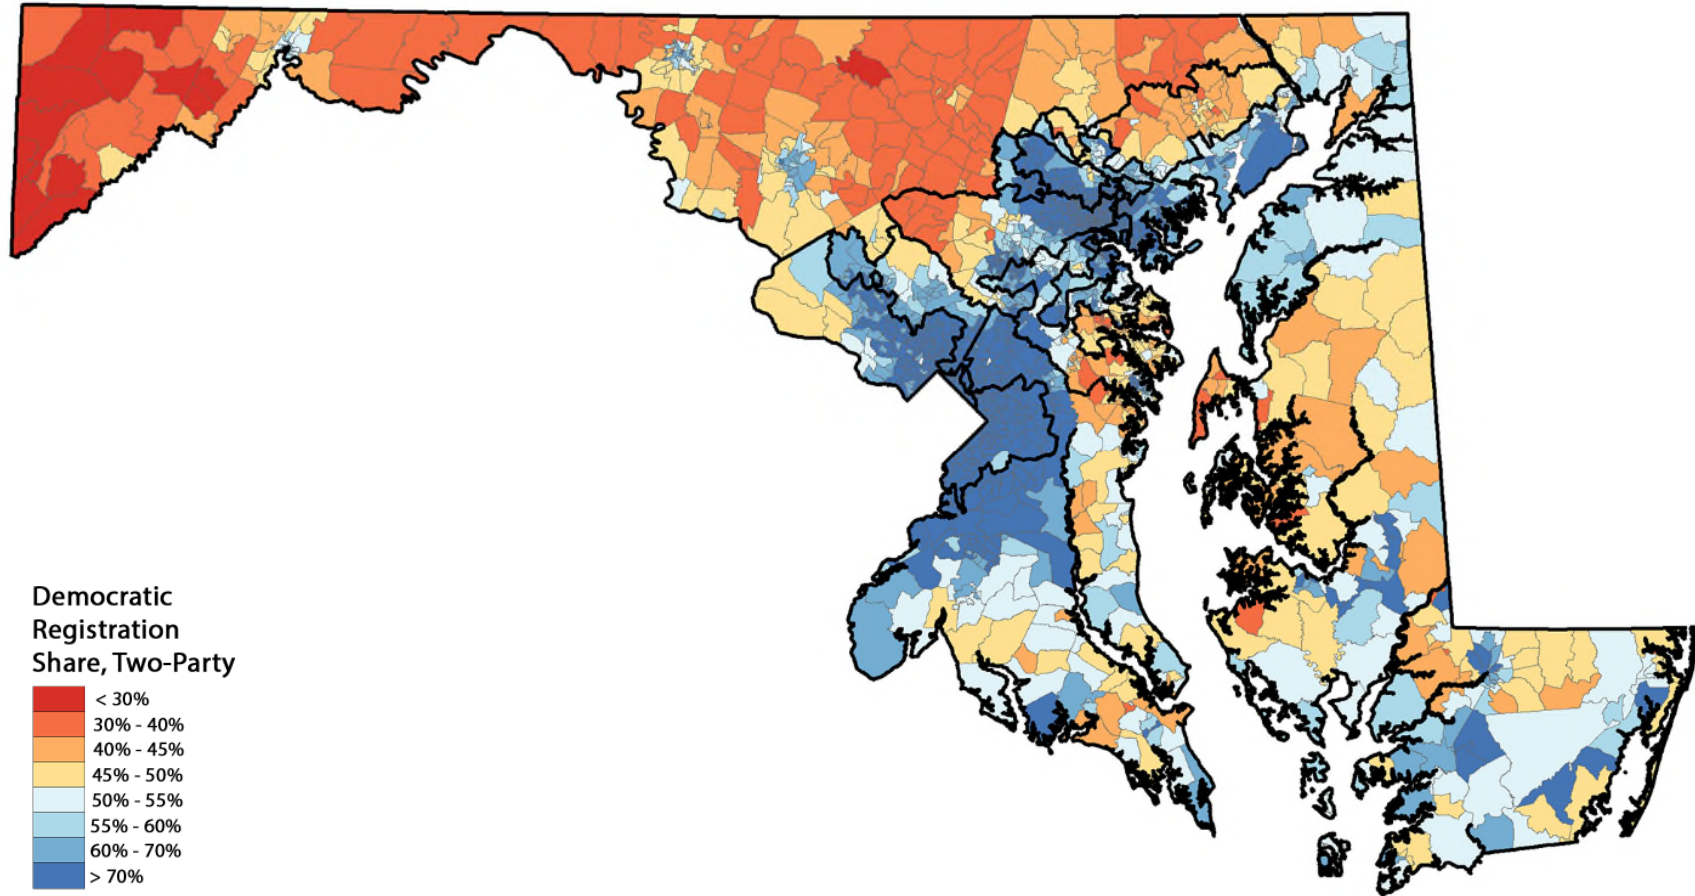 Democratic
Registration
Share, Two-Party
< 30%
30% - 40%
40% - 45%
45% - 50%
50% - 55%
55% - 60%
60% - 70%
> 70%